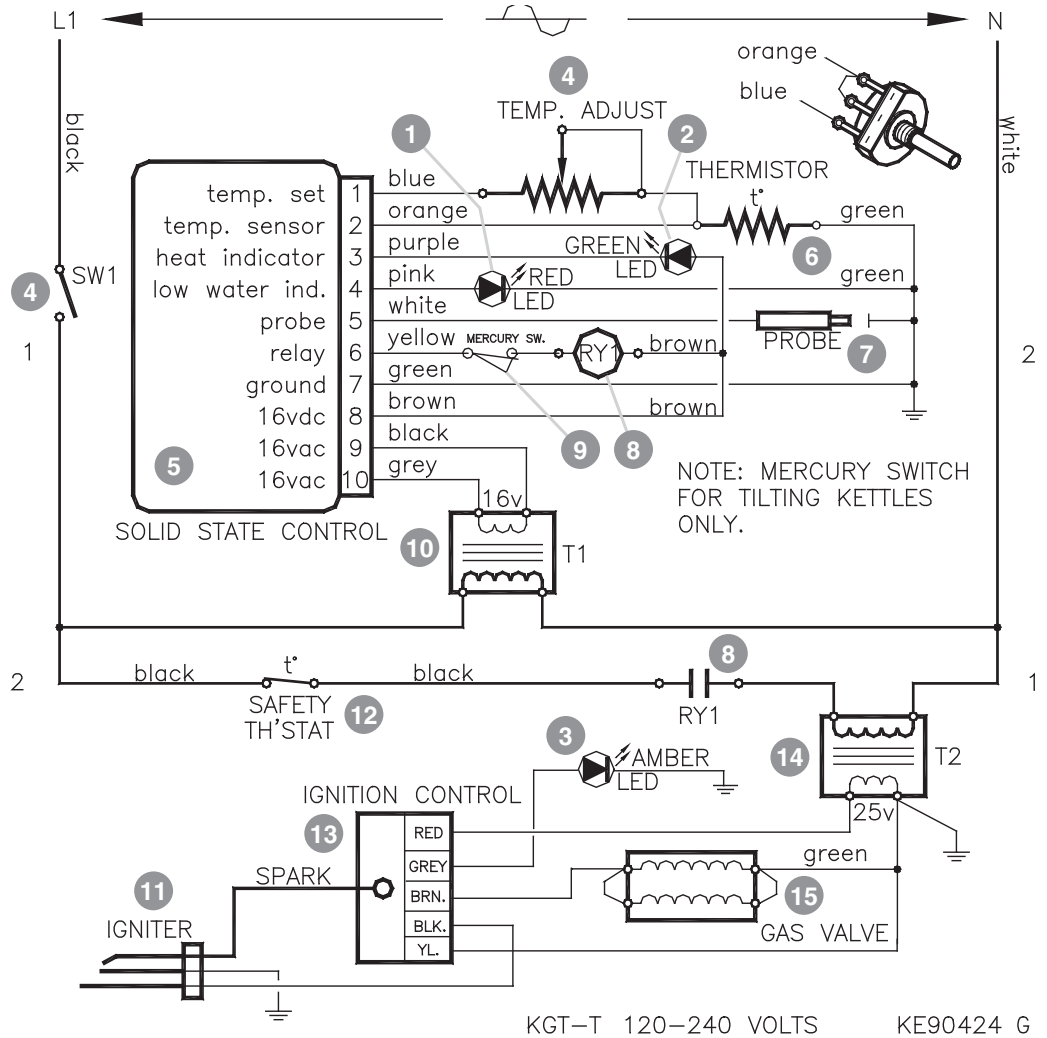 L1
N
4
TEMP. ADJUST
orange
blue
black
white
1
2
THERMISTOR
t°
temp. set 1 blue
temp. sensor 2 orange
green
heat indicator 3 purple
GREEN
LED
6
low water ind. 4 pink
RED
LED
green
4
SW1
probe 5 white
PROBE
7
relay 6 yellow
MERCURY SW.
RY1
brown
1
2
ground 7 green
16vdc 8 brown
brown
16vac 9 black
16vac 10 grey
5
9
8
SOLID STATE CONTROL
NOTE: MERCURY SWITCH
FOR TILTING KETTLES
ONLY.
16v
10
T1
2
black
t°
black
8
1
SAFETY
TH'STAT
12
RY1
3
AMBER
LED
14
T2
25v
IGNITION CONTROL
13
RED
GREY
BRN.
BLK.
YL.
green
15
GAS VALVE
SPARK
11
IGNITER
KGT-T 120-240 VOLTS
KE90424 G